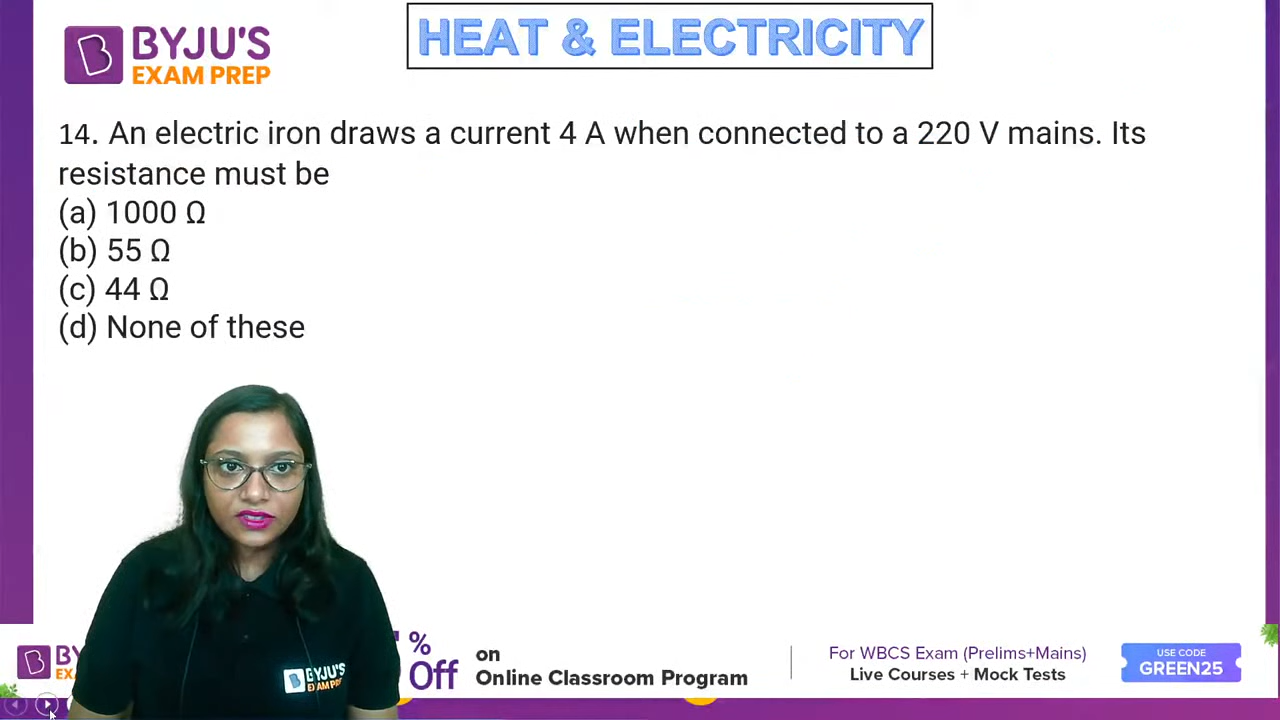 BYJU'S
EXAM PREP
HEAT & ELECTRICITY
14. An electric iron draws a current 4 A when connected to a 220 V mains. Its
resistance must be
(a) 1000 Ω
(b) 55 Ω
(c) 44 Ω
(d) None of these
BYJU'S
EXAM PREP
%
Off
on
Online Classroom Program
For WBCS Exam (Prelims+Mains)
Live Courses + Mock Tests
USE CODE
GREEN25